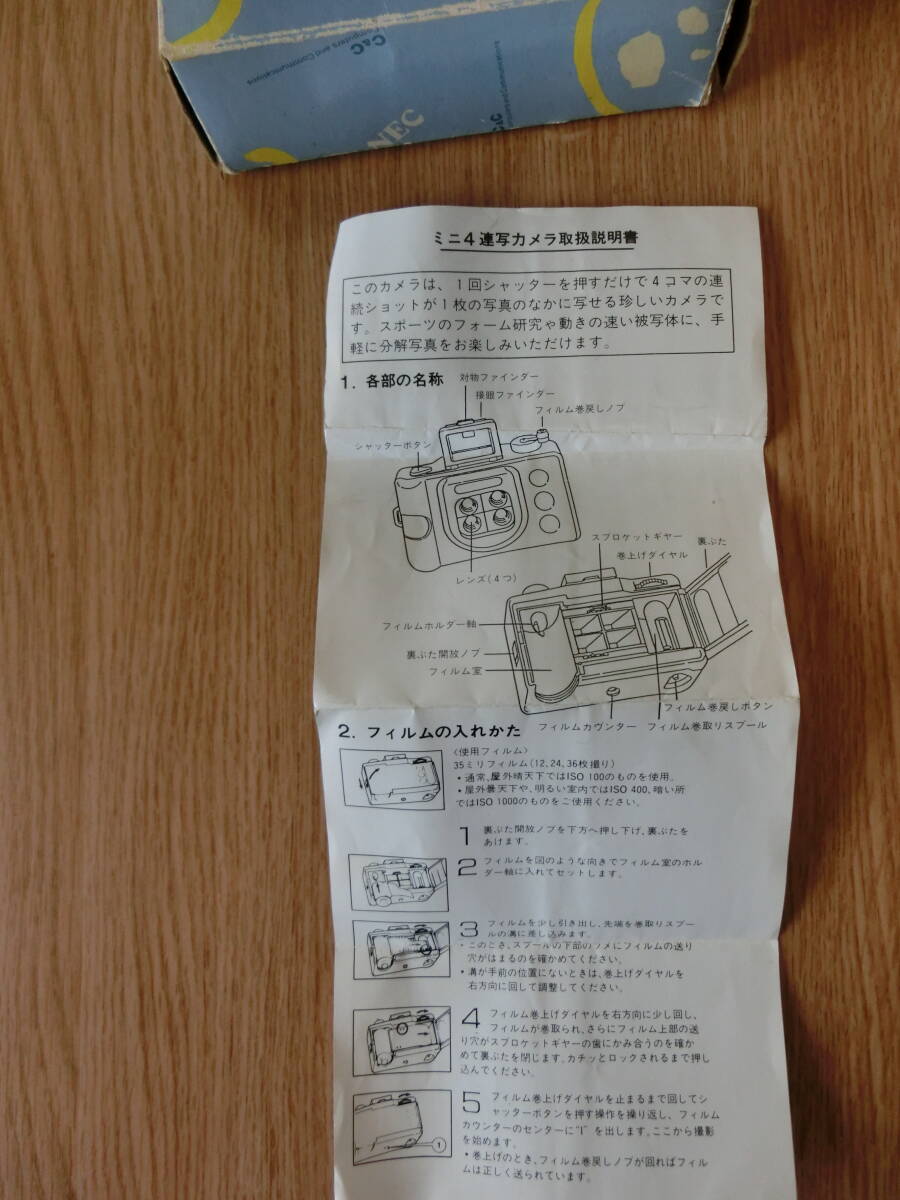 C&C
Computers and Communications
C&C
NEC
ミニ4連写カメラ取扱説明書
このカメラは、1回シャッターを押すだけで4コマの連
続ショットが1枚の写真のなかに写せる珍しいカメラで
す。スポーツのフォーム研究や動きの速い被写体に、手
軽に分解写真をお楽しみいただけます。
1. 各部の名称
対物ファインダー
接眼ファインダー
フィルム巻戻しノブ
シャッターボタン
レンズ(4つ)
スプロケットギヤー
裏ぶた
巻上げダイヤル
フィルムホルダー軸
裏ぶた開放ノブ
フィルム室
フィルム巻戻しボタン
フィルムカウンター
フィルム巻取りスプール
2. フィルムの入れかた
〈使用フィルム〉
35ミリフィルム(12、24、36枚撮り)
・通常、屋外晴天下ではISO 100のものを使用。
・屋外曇天下や、明るい室内ではISO 400、暗い所
ではISO 1000のものをご使用ください。
1 裏ぶた開放ノブを下方へ押し下げ、裏ぶたを
あけます。
2 フィルムを図のような向きでフィルム室のホル
ダー軸に入れてセットします。
3 フィルムを少し引き出し、先端を巻取りスプー
ルの溝に差し込みます。
・このとき、スプールの下部のツメにフィルムの送り
穴がはまるのを確かめてください。
・溝が手前の位置にないときは、巻上げダイヤルを
右方向に回して調整してください。
4 フィルム巻上げダイヤルを右方向に少し回し、
フィルムが巻取られ、さらにフィルム上部の送
り穴がスプロケットギヤーの歯にかみ合うのを確か
めて裏ぶたを閉じます。カチッとロックされるまで押し
込んでください。
5 フィルム巻上げダイヤルを止まるまで回してシ
ャッターボタンを押す操作を操り返し、フィルム
カウンターのセンターに"1"を出します。ここから撮影
を始めます。
・巻上げのとき、フィルム巻戻しノブが回ればフィル
ムは正しく送られています。
1